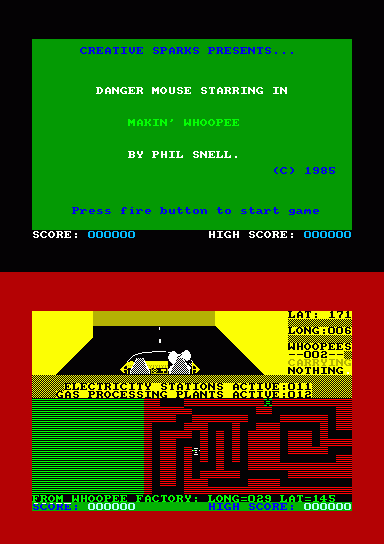 CREATIVE SPARKS PRESENTS...
DANGER MOUSE STARRING IN
MAKIN' WHOOPEE
BY PHIL SNELL.
(C) 1985
Press fire button to start game
SCORE: 000000 HIGH SCORE: 000000
LAT: 171
LONG:006
WHOOPEES
--002--
CARRYING
NOTHING
ELECTRICITY STATIONS ACTIVE:011
GAS PROCESSING PLANTS ACTIVE:012
FROM WHOOPEE FACTORY: LONG=029 LAT=145
SCORE: 000000 HIGH SCORE: 000000